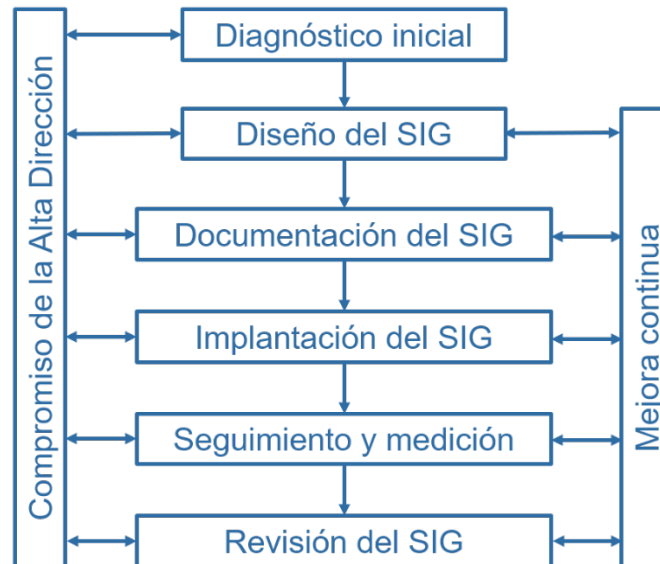 Compromiso de la Alta Dirección
Diagnóstico inicial
Diseño del SIG
Documentación del SIG
Implantación del SIG
Seguimiento y medición
Revisión del SIG
Mejora continua